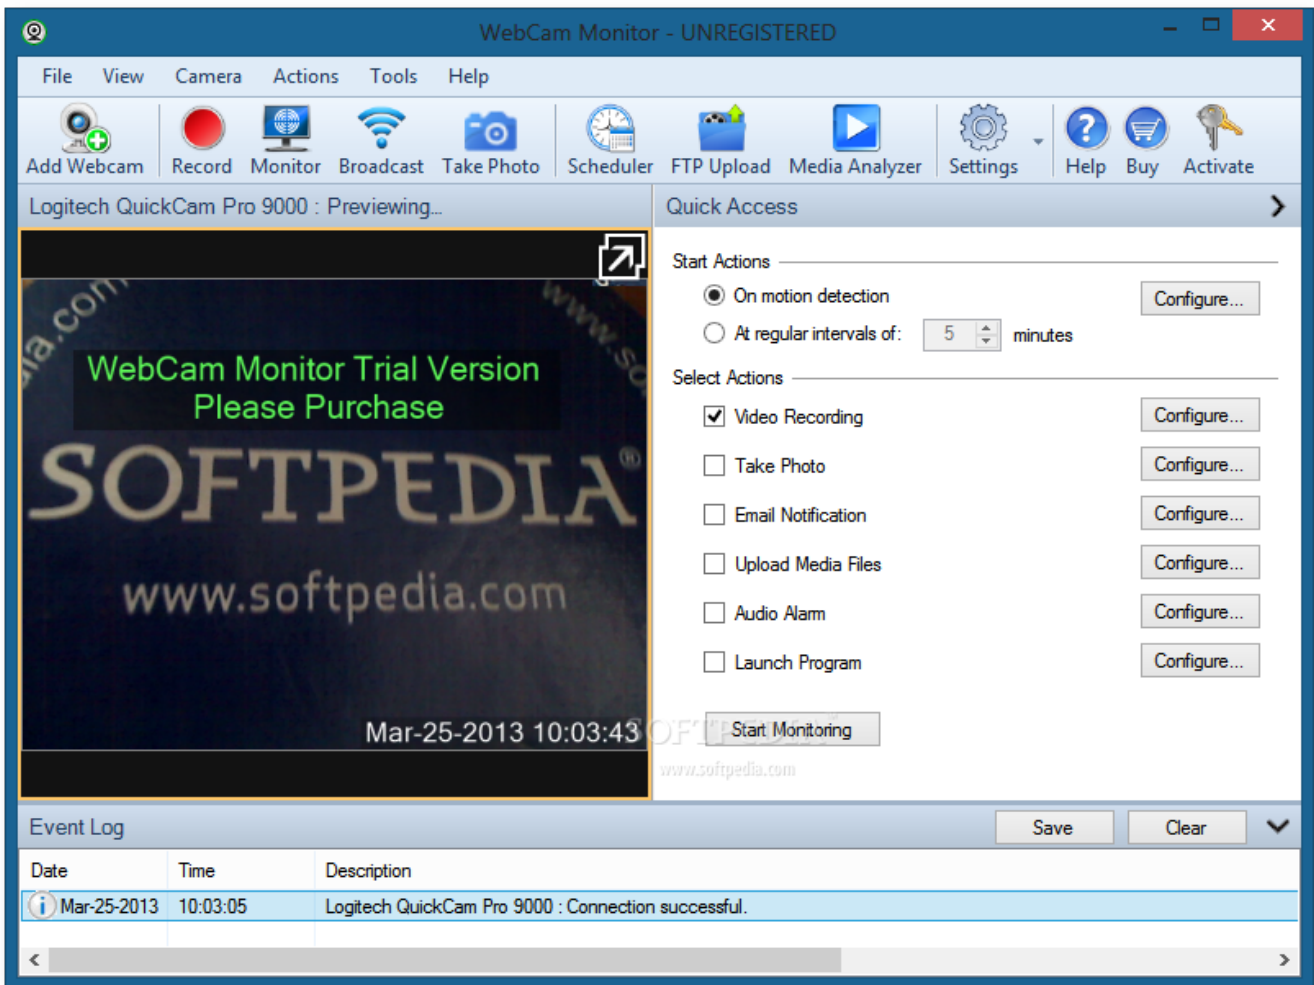 WebCam Monitor - UNREGISTERED
File View Camera Actions Tools Help
Add Webcam Record Monitor Broadcast Take Photo Scheduler FTP Upload Media Analyzer Settings Help Buy Activate
Logitech QuickCam Pro 9000 : Previewing...
Quick Access
dia.com
www.so
WebCam Monitor Trial Version
Please Purchase
SOFTPEDIA®
www.softpedia.com
Mar-25-2013 10:03:43
Start Actions
On motion detection Configure...
At regular intervals of: 5 minutes
Select Actions
Video Recording Configure...
Take Photo Configure...
Email Notification Configure...
Upload Media Files Configure...
Audio Alarm Configure...
Launch Program Configure...
SOFTPEDIA
Start Monitoring
www.softpedia.com
Event Log Save Clear
Date Time Description
Mar-25-2013 10:03:05 Logitech QuickCam Pro 9000 : Connection successful.